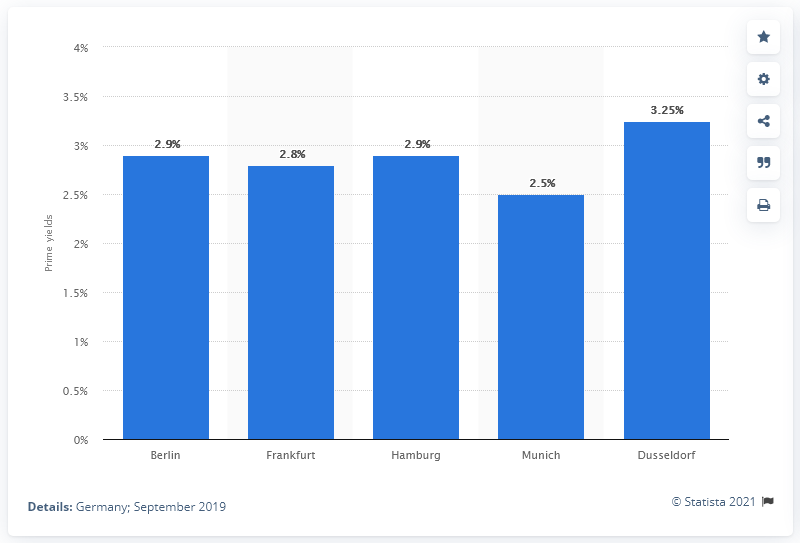 4%
3.5%
3%
2.5%
2%
1.5%
1%
0.5%
0%
Prime yields
2.9%
2.8%
2.9%
2.5%
3.25%
Berlin
Frankfurt
Hamburg
Munich
Dusseldorf
Details: Germany; September 2019
© Statista 2021